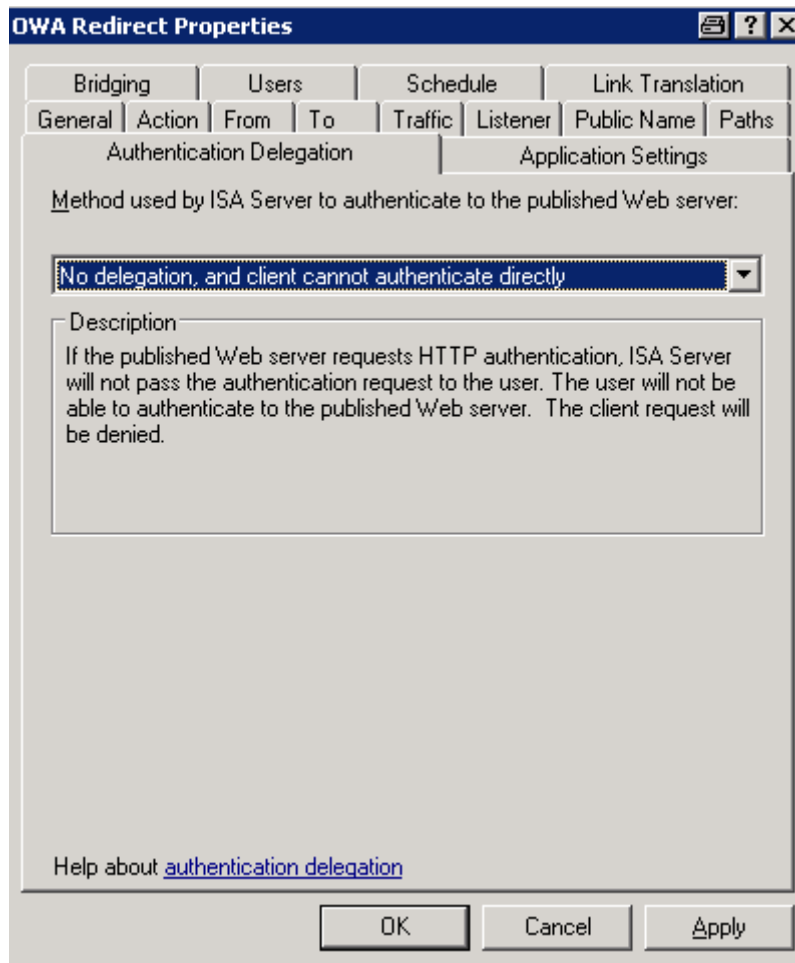 OWA Redirect Properties
Bridging Users Schedule Link Translation
General Action From To Traffic Listener Public Name Paths
Authentication Delegation Application Settings
Method used by ISA Server to authenticate to the published Web server:
No delegation, and client cannot authenticate directly
Description
If the published Web server requests HTTP authentication, ISA Server
will not pass the authentication request to the user. The user will not be
able to authenticate to the published Web server. The client request will
be denied.
Help about authentication delegation
OK Cancel Apply